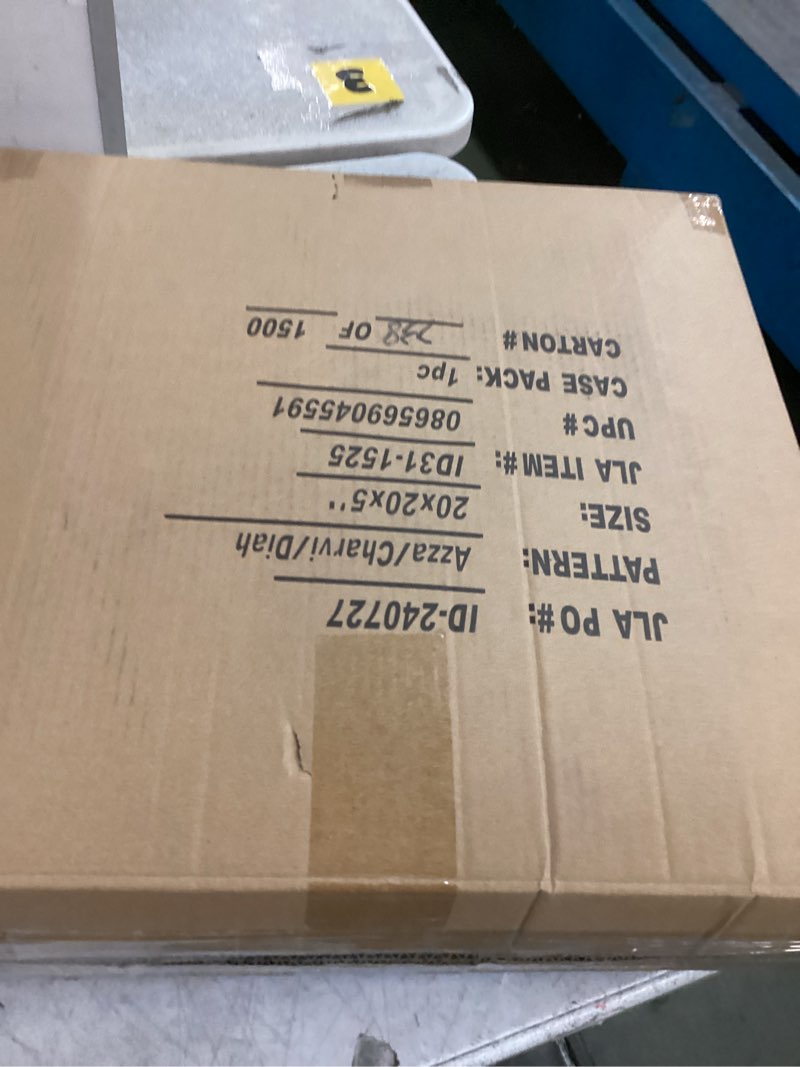 JLA PO#: ID-240727
PATTERN: Azza/Charvi/Diah
SIZE: 20x20x5''
JLA ITEM#: ID31-1525
UPC# 086569045591
CASE PACK: 1pc
CARTON# OF 1500
3